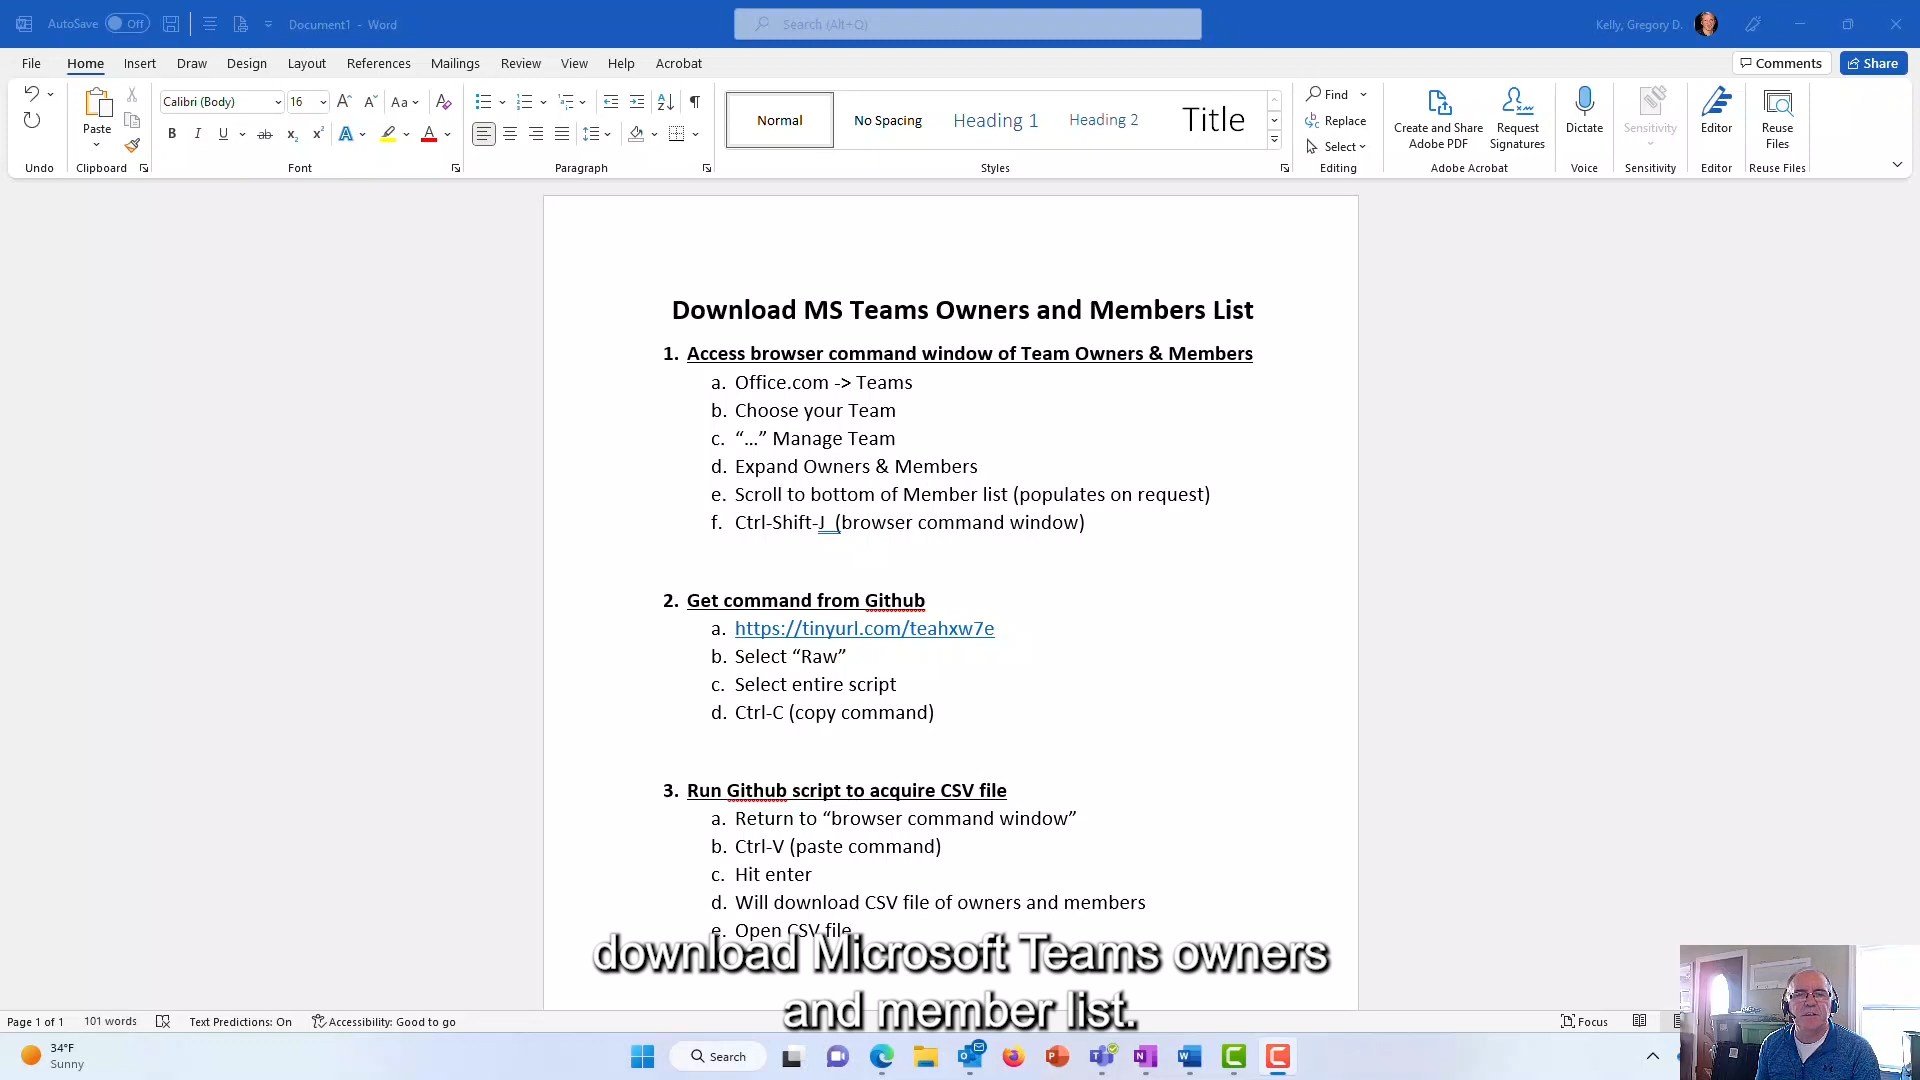 AutoSave Off Document1 - Word Search (Alt+Q) Kelly, Gregory D.
File Home Insert Draw Design Layout References Mailings Review View Help Acrobat Comments Share
Calibri (Body) 16 Aa
Paste
Undo Clipboard Font Paragraph
Normal No Spacing Heading 1 Heading 2 Title
Styles
Find
Replace
Select
Editing
Create and Share Adobe PDF
Request Signatures
Adobe Acrobat
Dictate
Voice
Sensitivity
Sensitivity
Editor
Editor
Reuse Files
Reuse Files
Download MS Teams Owners and Members List
1. Access browser command window of Team Owners & Members
a. Office.com -> Teams
b. Choose your Team
c. “...” Manage Team
d. Expand Owners & Members
e. Scroll to bottom of Member list (populates on request)
f. Ctrl-Shift-J (browser command window)
2. Get command from Github
a. https://tinyurl.com/teahxw7e
b. Select “Raw”
c. Select entire script
d. Ctrl-C (copy command)
3. Run Github script to acquire CSV file
a. Return to “browser command window”
b. Ctrl-V (paste command)
c. Hit enter
d. Will download CSV file of owners and members
e. Open CSV file
download Microsoft Teams owners
and member list.
Page 1 of 1 101 words Text Predictions: On Accessibility: Good to go Focus
34°F
Sunny
Search